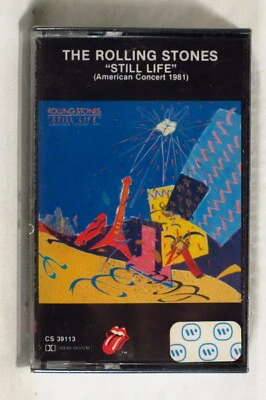 THE ROLLING STONES
"STILL LIFE"
(American Concert 1981)
ROLLING STONES
"STILL LIFE"
CS 39113